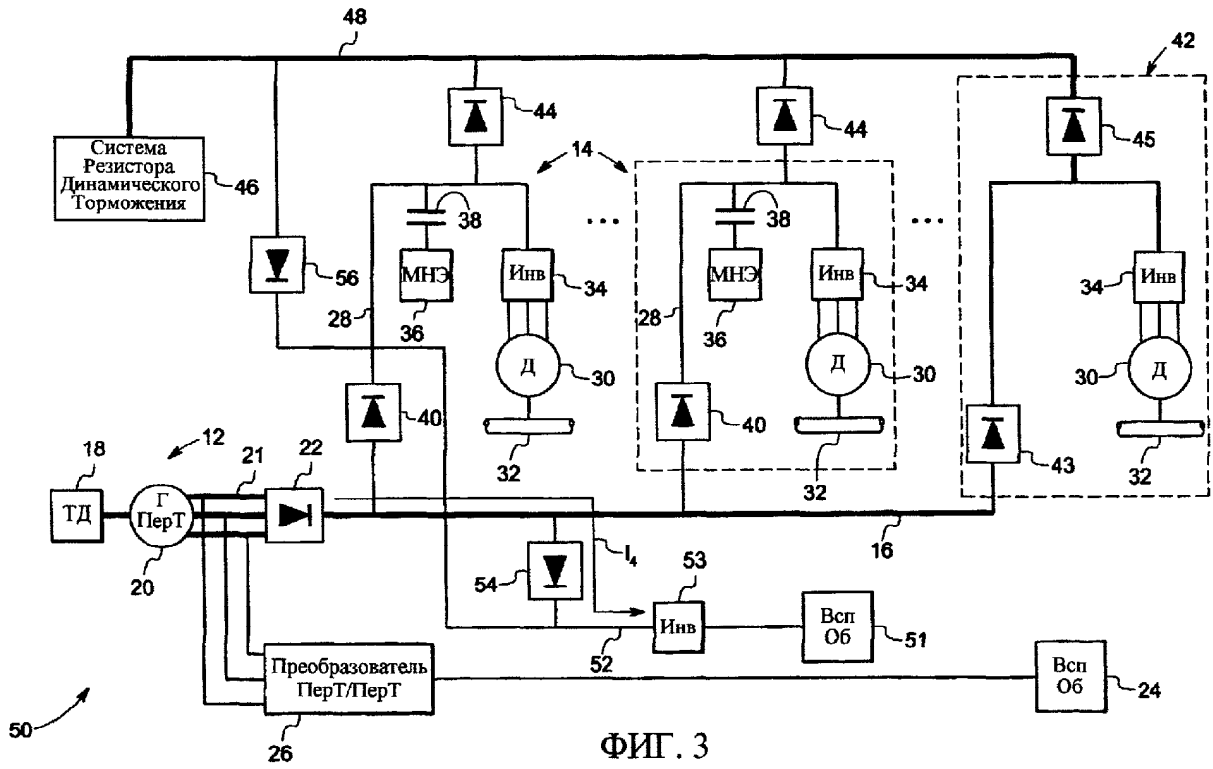 48
42
44
44
45
Система
Резистора
Динамического
Торможения
46
14
38
...
38
...
56
МНЭ
Инв
34
МНЭ
Инв
34
34
Инв
28
36
28
36
Д
30
Д
30
30
Д
40
40
32
32
43
32
12
18
21
22
ТД
Г
ПерТ
20
16
I4
54
53
Инв
52
Всп
Об
51
Преобразователь
ПерТ/ПерТ
26
Всп
Об
24
50
ФИГ. 3